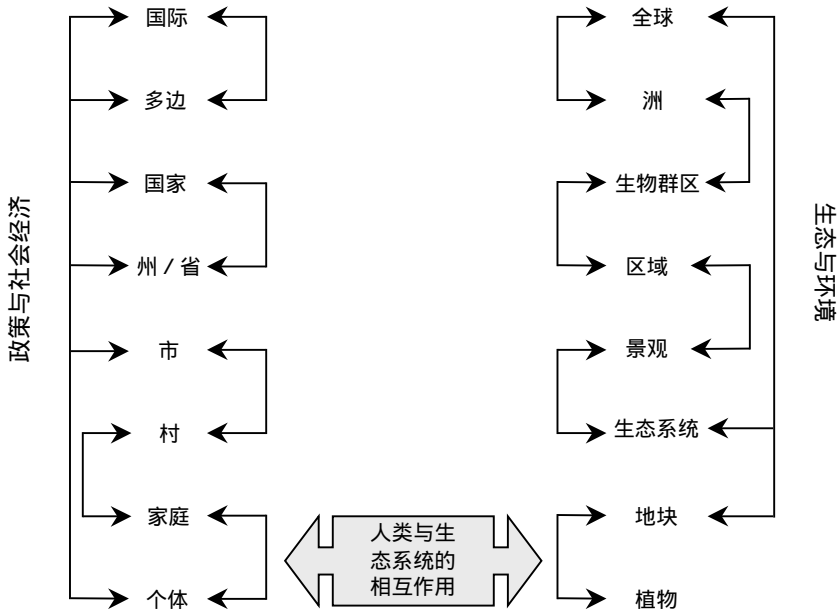 政策与社会经济
国际
多边
国家
州 / 省
市
村
家庭
个体
人类与生
态系统的
相互作用
全球
洲
生物群区
区域
景观
生态系统
地块
植物
生态与环境